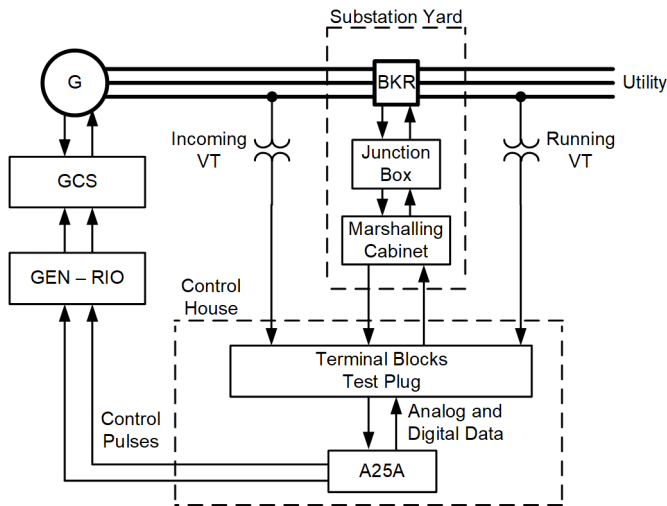 Substation Yard
G
BKR
Utility
Incoming
VT
Running
VT
Junction
Box
GCS
Marshalling
Cabinet
GEN – RIO
Control
House
Terminal Blocks
Test Plug
Control
Pulses
Analog and
Digital Data
A25A